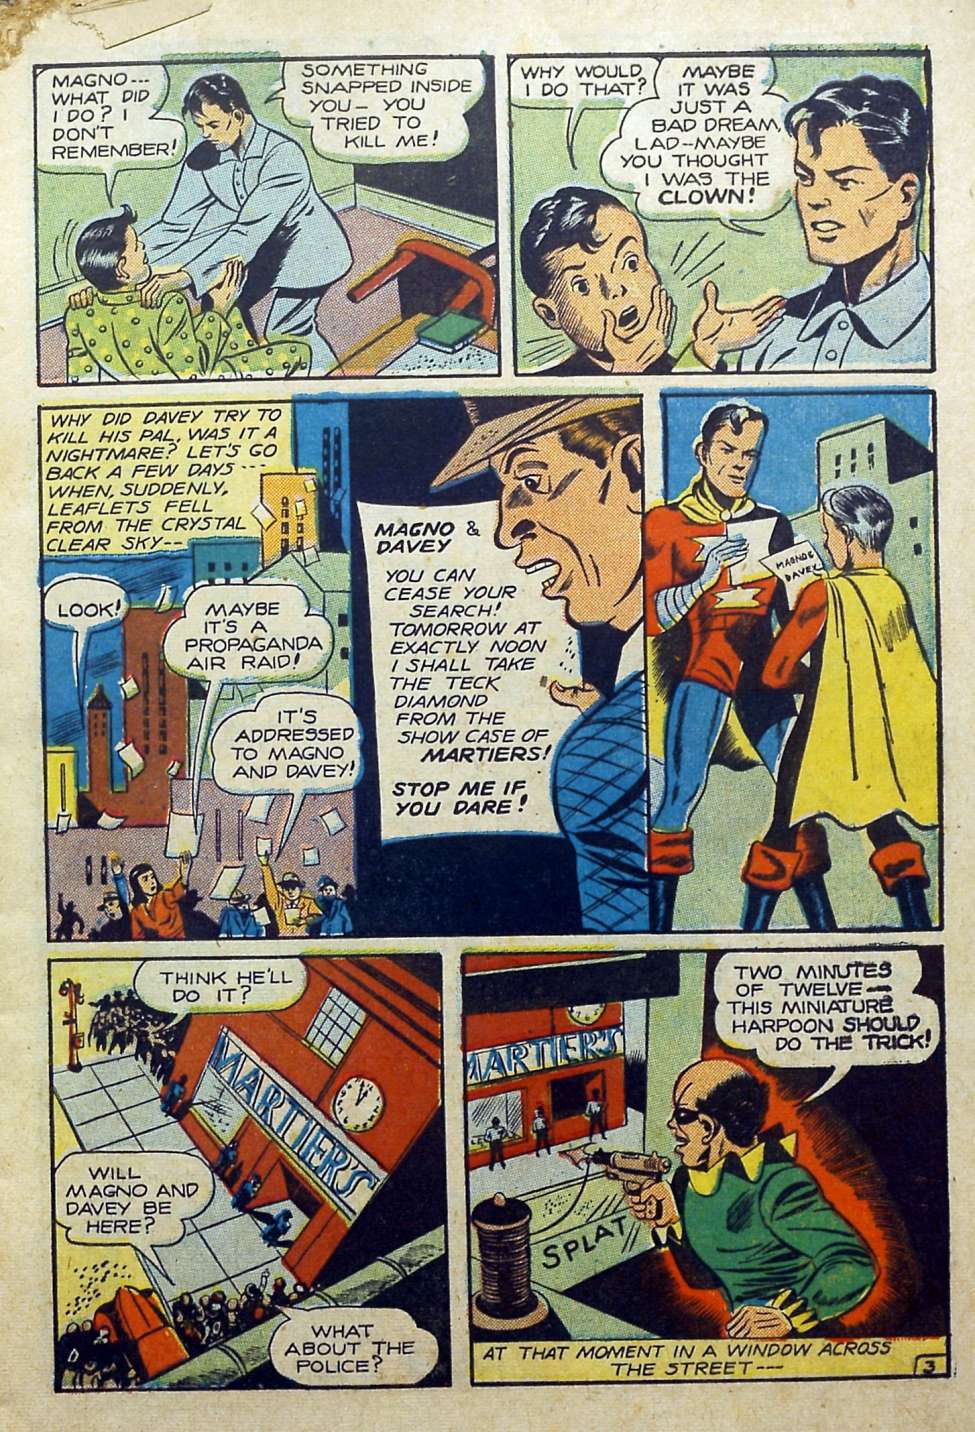 MAGNO---
WHAT DID
I DO? I
DON'T
REMEMBER!
SOMETHING
SNAPPED INSIDE
YOU - YOU
TRIED TO
KILL ME!
WHY WOULD
I DO THAT?
MAYBE
IT WAS
JUST A
BAD DREAM,
LAD-MAYBE
YOU THOUGHT
I WAS THE
CLOWN!
WHY DID DAVEY TRY TO
KILL HIS PAL, WAS IT A
NIGHTMARE? LET'S GO
BACK A FEW DAYS ---
WHEN, SUDDENLY,
LEAFLETS FELL
FROM THE CRYSTAL
CLEAR SKY--
LOOK!
MAYBE
IT'S A
PROPAGANDA
AIR RAID!
IT'S
ADDRESSED
TO MAGNO
AND DAVEY!
MAGNO &
DAVEY
YOU CAN
CEASE YOUR
SEARCH!
TOMORROW AT
EXACTLY NOON
I SHALL TAKE
THE TECK
DIAMOND
FROM THE
SHOW CASE OF
MARTIERS!
STOP ME IF
YOU DARE!
MAGNO &
DAVEY
THINK HE'LL
DO IT?
MARTIER'S
WILL
MAGNO AND
DAVEY BE
HERE?
WHAT
ABOUT THE
POLICE?
TWO MINUTES
OF TWELVE—
THIS MINIATURE
HARPOON SHOULD
DO THE TRICK!
MARTIER'S
SPLAT
AT THAT MOMENT IN A WINDOW ACROSS
THE STREET---
3